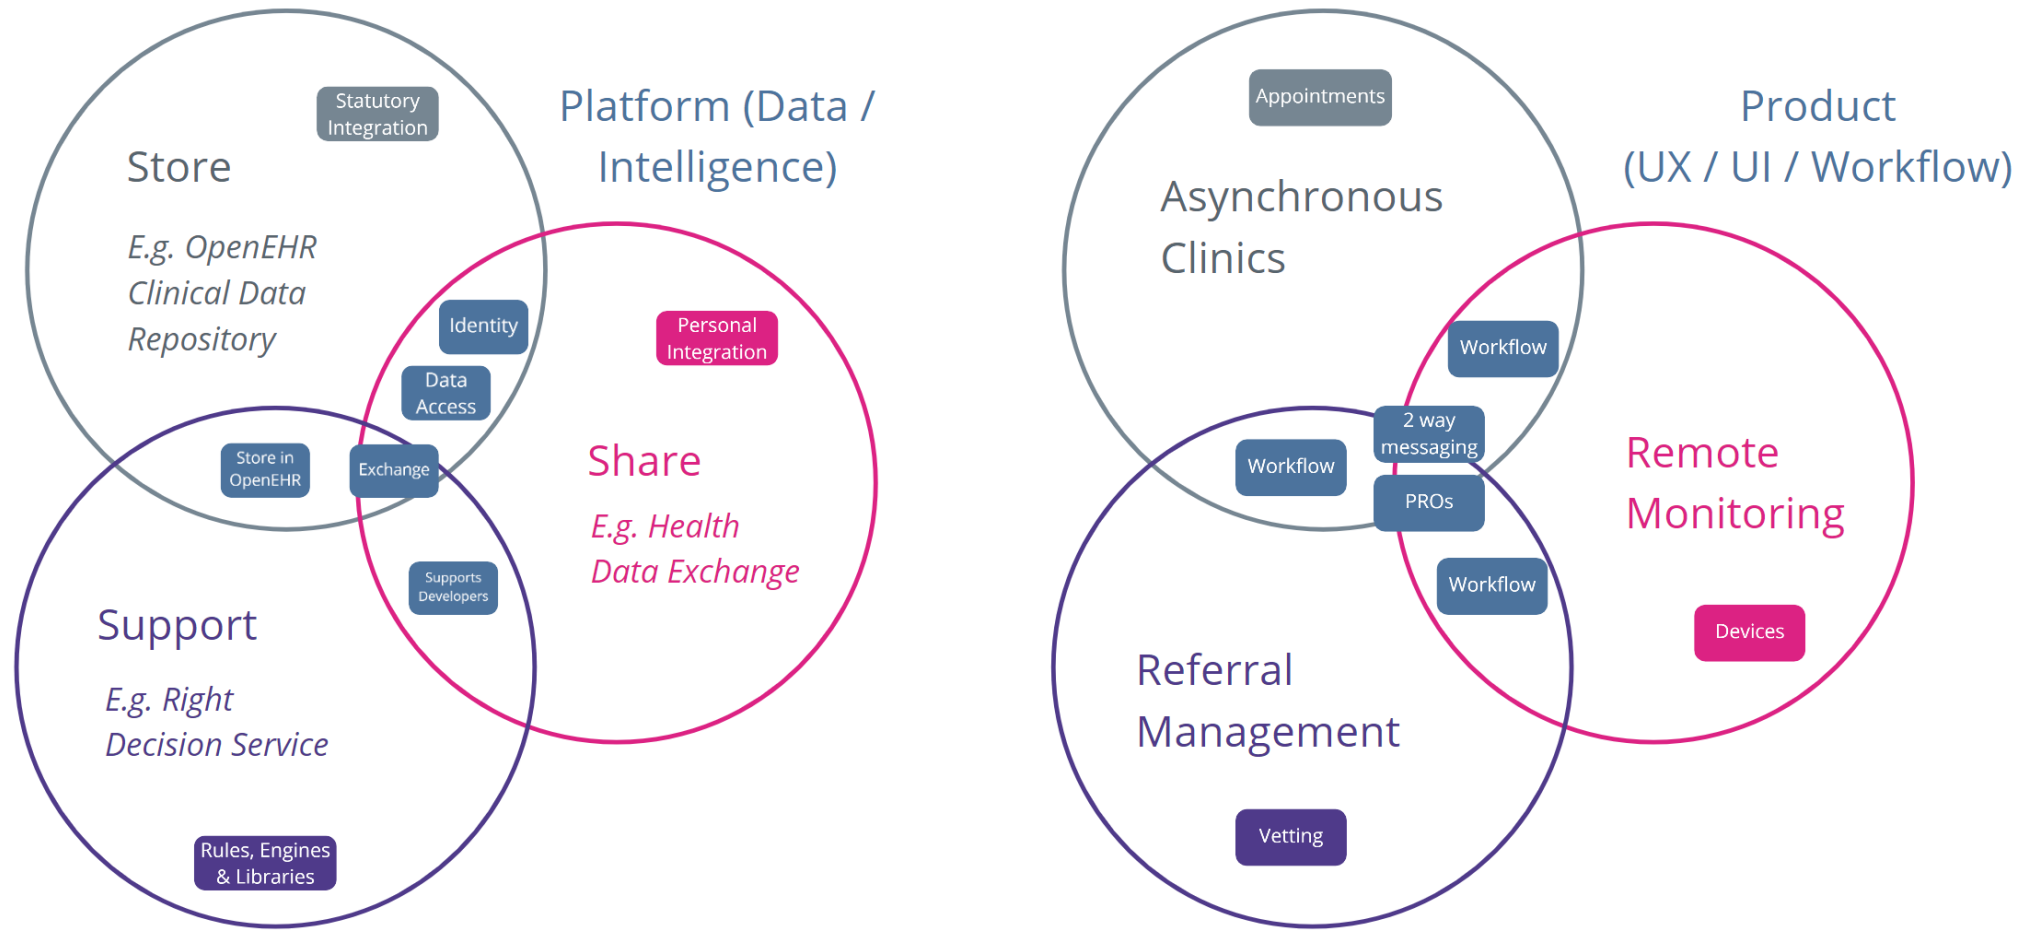 Statutory
Integration
Store
E.g. OpenEHR
Clinical Data
Repository
Platform (Data /
Intelligence)
Identity
Data
Access
Personal
Integration
Store in
OpenEHR
Exchange
Share
E.g. Health
Data Exchange
Supports
Developers
Support
E.g. Right
Decision Service
Rules, Engines
& Libraries
Appointments
Asynchronous
Clinics
Product
(UX / UI / Workflow)
Workflow
2 way
messaging
Workflow
PROs
Remote
Monitoring
Workflow
Devices
Referral
Management
Vetting